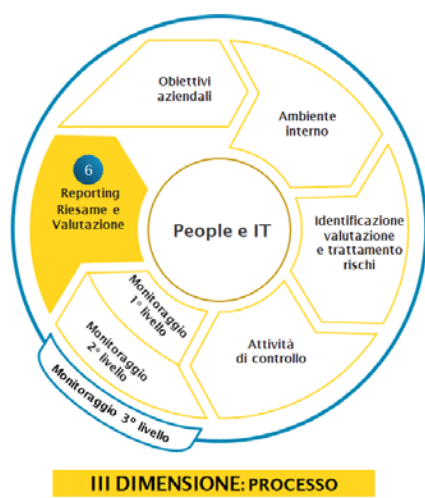 Obiettivi
aziendali
Ambiente
interno
6
Reporting
Riesame e
Valutazione
People e IT
Identificazione
valutazione
e trattamento
rischi
Monitoraggio
1° livello
Monitoraggio
2° livello
Attività
di controllo
Monitoraggio 3° livello
III DIMENSIONE: PROCESSO